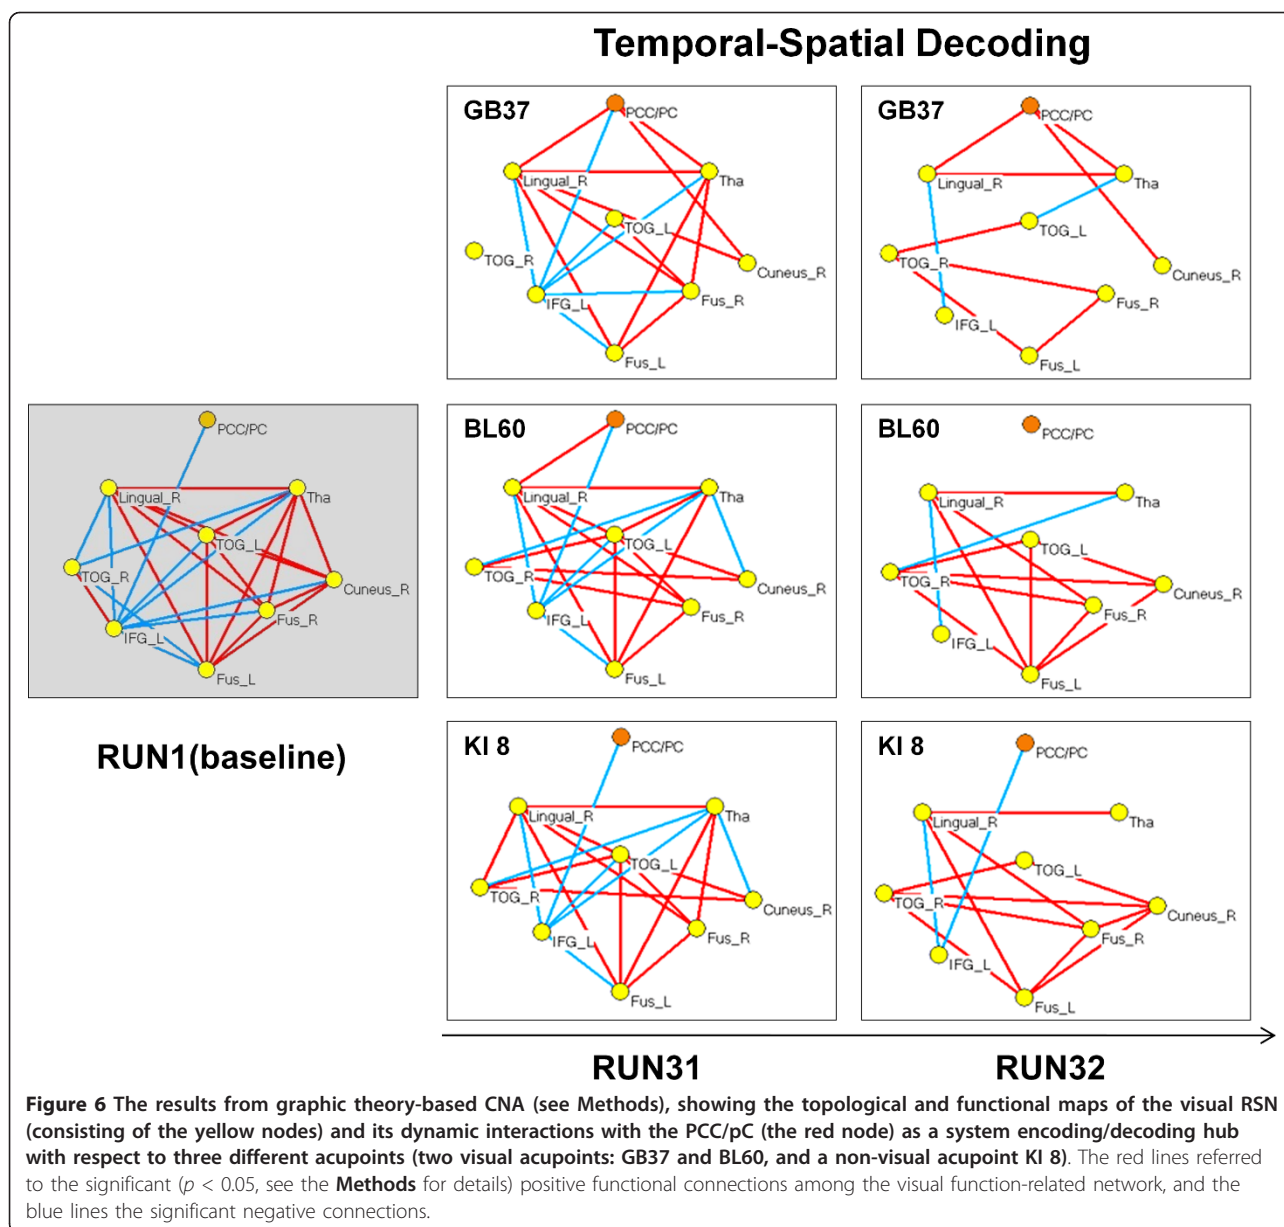 Temporal-Spatial Decoding
GB37
PCC/PC
Lingual_R
Tha
TOG_L
TOG_R
Cuneus_R
IFG_L
Fus_R
Fus_L
GB37
PCC/PC
Lingual_R
Tha
TOG_L
TOG_R
Cuneus_R
Fus_R
IFG_L
Fus_L
PCC/PC
Lingual_R
Tha
TOG_L
TOG_R
Cuneus_R
Fus_R
IFG_L
Fus_L
RUN1(baseline)
BL60
PCC/PC
Lingual_R
Tha
TOG_L
TOG_R
Cuneus_R
IFG_L
Fus_R
Fus_L
BL60
PCC/PC
Lingual_R
Tha
TOG_L
TOG_R
Cuneus_R
Fus_R
IFG_L
Fus_L
KI 8
PCC/PC
Lingual_R
Tha
TOG_L
TOG_R
Cuneus_R
IFG_L
Fus_R
Fus_L
KI 8
PCC/PC
Lingual_R
Tha
TOG_L
TOG_R
Cuneus_R
Fus_R
IFG_L
Fus_L
RUN31
RUN32
Figure 6 The results from graphic theory-based CNA (see Methods), showing the topological and functional maps of the visual RSN
(consisting of the yellow nodes) and its dynamic interactions with the PCC/pC (the red node) as a system encoding/decoding hub
with respect to three different acupoints (two visual acupoints: GB37 and BL60, and a non-visual acupoint KI 8). The red lines referred
to the significant (p < 0.05, see the Methods for details) positive functional connections among the visual function-related network, and the
blue lines the significant negative connections.